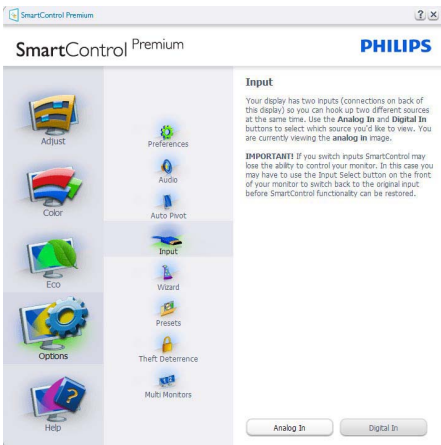 SmartControl Premium
SmartControl Premium
PHILIPS
Adjust
Color
Eco
Options
Help
Preferences
Audio
Auto Pivot
Input
Wizard
Presets
Theft Deterrence
Multi Monitors
Input
Your display has two inputs (connections on back of
this display) so you can hook up two different sources
at the same time. Use the Analog In and Digital In
buttons to select which source you'd like to view. You
are currently viewing the analog in image.
IMPORTANT! If you switch inputs SmartControl may
lose the ability to control your monitor. In this case you
may have to use the Input Select button on the front
of your monitor to switch back to the original input
before SmartControl functionality can be restored.
Analog In
Digital In